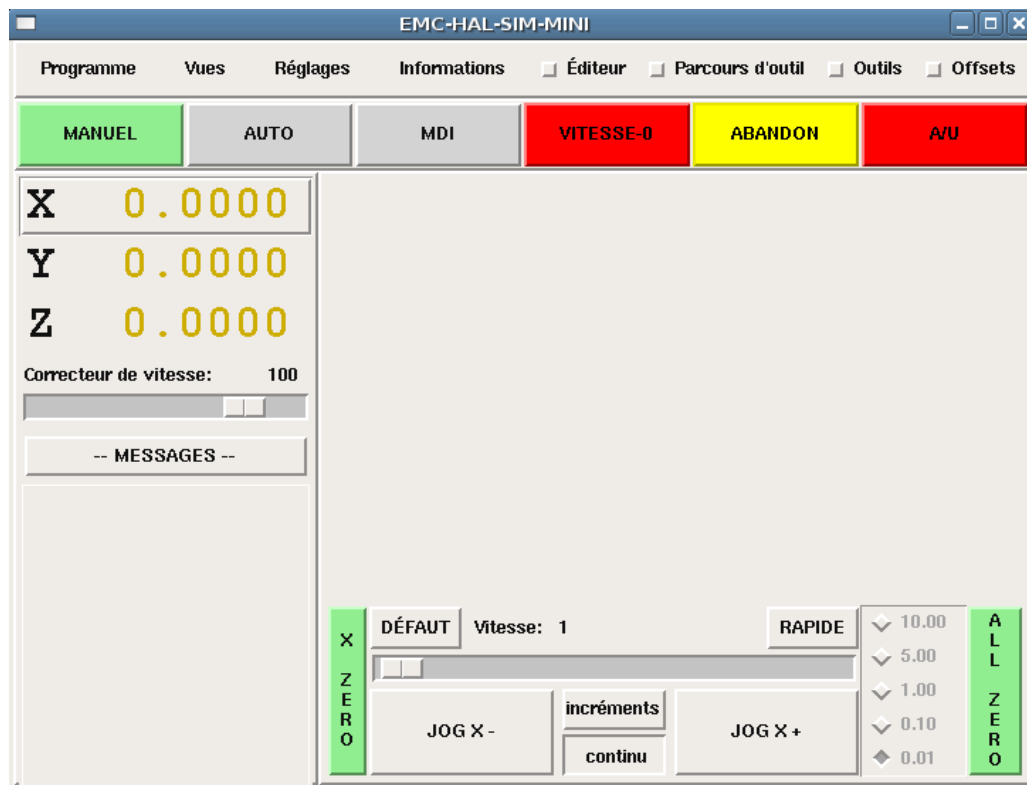 EMC-HAL-SIM-MINI
Programme Vues Réglages Informations Éditeur Parcours d'outil Outils Offsets
MANUEL AUTO MDI VITESSE-0 ABANDON A/U
X 0.0000
Y 0.0000
Z 0.0000
Correcteur de vitesse: 100
-- MESSAGES --
X ZERO
DÉFAUT Vitesse: 1 RAPIDE
JOG X -
incréments
continu
JOG X +
10.00
5.00
1.00
0.10
0.01
ALL ZERO